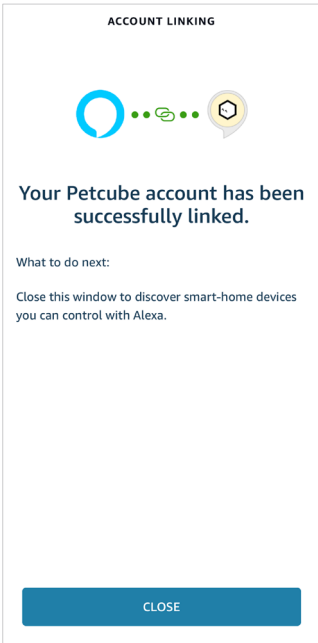 ACCOUNT LINKING
Your Petcube account has been
successfully linked.
What to do next:
Close this window to discover smart-home devices
you can control with Alexa.
CLOSE